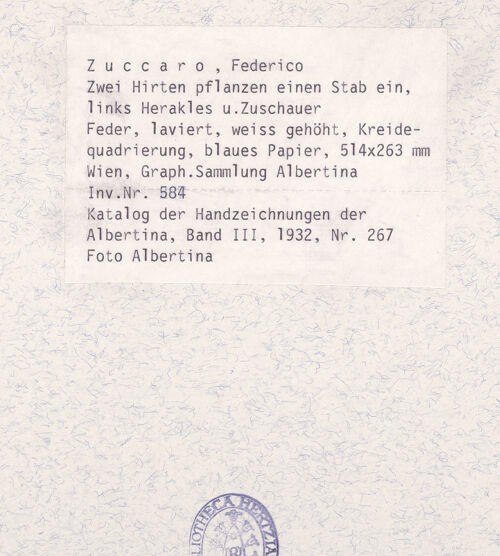 Z u c c a r o , Federico
Zwei Hirten pflanzen einen Stab ein,
links Herakles u.Zuschauer
Feder, laviert, weiss gehöht, Kreide-
quadrierung, blaues Papier, 514x263 mm
Wien, Graph.Sammlung Albertina
Inv.Nr. 584
Katalog der Handzeichnungen der
Albertina, Band III, 1932, Nr. 267
Foto Albertina
BIBLIOTHECA HERTZIA